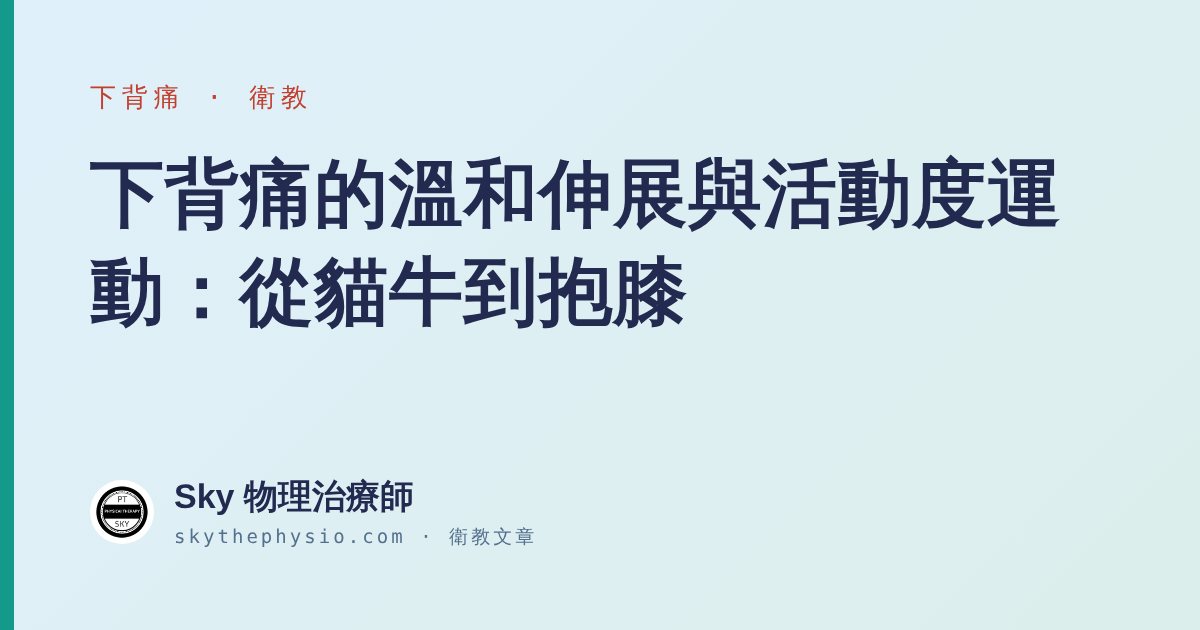 下背痛 · 衛教
下背痛的溫和伸展與活動度運
動：從貓牛到抱膝
PT
PHYSICAL THERAPY
SKY
Sky 物理治療師
skythephysio.com · 衛教文章